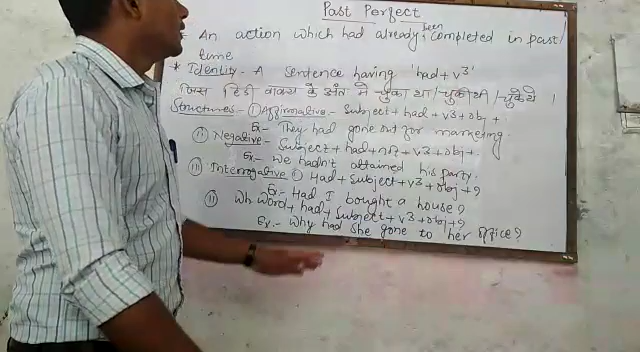 Past Perfect
* An action which had already been completed in past
time
* Identity - A sentence having 'had+v3'
जिस हिंदी वाक्य के अंत में चुका था/चुकी थी/चुके थे ।
Structures - (i) Affirmative - Subject + had + v3 + obj +
Ex:- They had gone out for marketing.
(ii) Negative - Subject + had + not + v3 + obj +.
Ex:- We hadn't attained his party.
(iii) Interrogative (i) Had + Subject + v3 + obj + ?
Ex:- Had I bought a house?
(ii) Wh word + had + subject + v3 + obj + ?
Ex:- Why had she gone to her office?